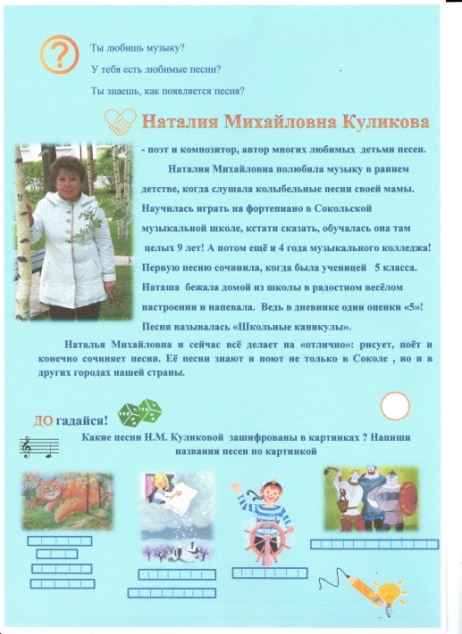 Ты любишь музыку?
У тебя есть любимые песни?
Ты знаешь, как появляется песня?
Наталия Михайловна Куликова
- поэт и композитор, автор многих любимых детьми песен.
Наталия Михайловна полюбила музыку в раннем
детстве, когда слушала колыбельные песни своей мамы.
Научилась играть на фортепиано в Сокольской
музыкальной школе, кстати сказать, обучалась она там
целых 9 лет! А потом ещё и 4 года музыкального колледжа!
Первую песню сочинила, когда была ученицей 5 класса.
Наташа бежала домой из школы в радостном весёлом
настроении и напевала. Ведь в дневнике одни оценки «5»!
Песня называлась «Школьные каникулы».
Наталья Михайловна и сейчас всё делает на «отлично»: рисует, поёт и
конечно сочиняет песни. Её песни знают и поют не только в Соколе , но и в
других городах нашей страны.
ДО гадайся!
Какие песни Н.М. Куликовой зашифрованы в картинках ? Напиши
названия песен по картинкой